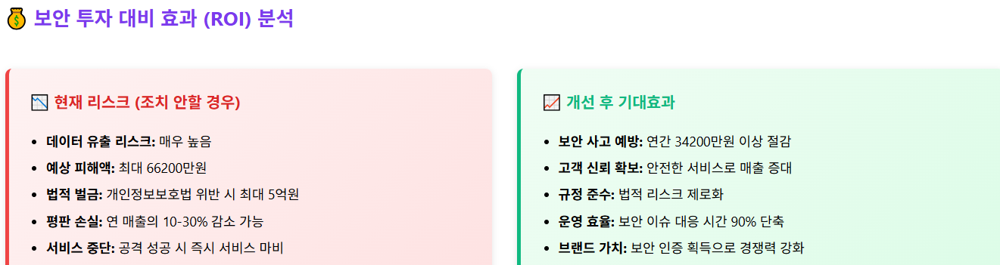 보안 투자 대비 효과 (ROI) 분석
현재 리스크 (조치 안할 경우)
데이터 유출 리스크: 매우 높음
예상 피해액: 최대 66200만원
법적 벌금: 개인정보보호법 위반 시 최대 5억원
평판 손실: 연 매출의 10-30% 감소 가능
서비스 중단: 공격 성공 시 즉시 서비스 마비
개선 후 기대효과
보안 사고 예방: 연간 34200만원 이상 절감
고객 신뢰 확보: 안전한 서비스로 매출 증대
규정 준수: 법적 리스크 제로화
운영 효율: 보안 이슈 대응 시간 90% 단축
브랜드 가치: 보안 인증 획득으로 경쟁력 강화